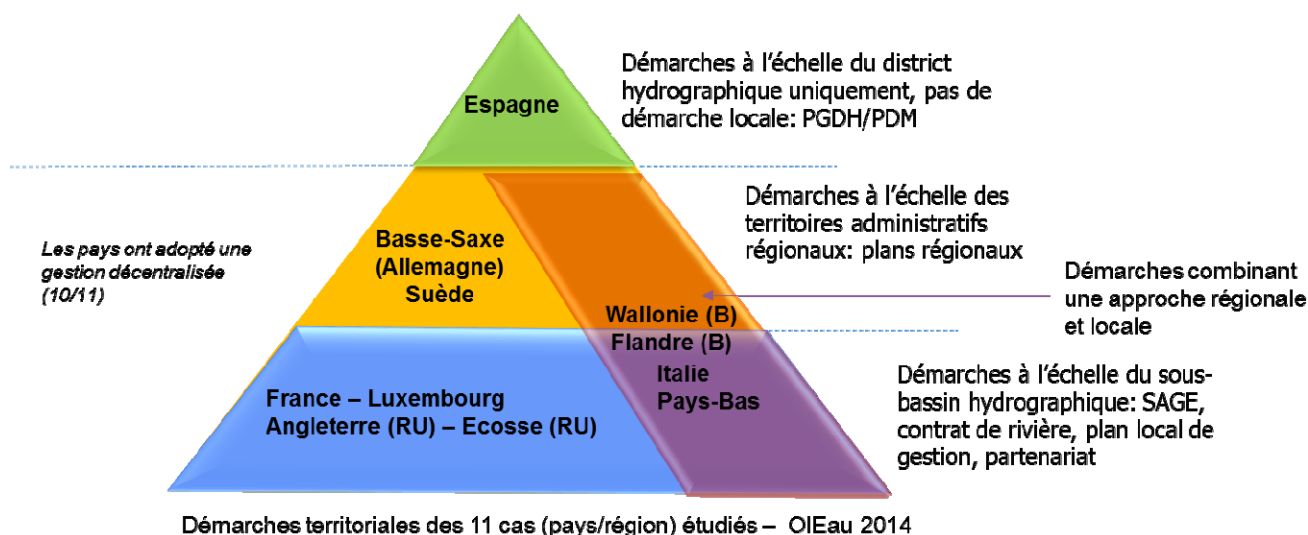 Espagne
Démarches à l'échelle du district
hydrographique uniquement, pas de
démarche locale: PGDH/PDM
Les pays ont adopté une
gestion décentralisée
(10/11)
Basse-Saxe
(Allemagne)
Suède
Démarches à l'échelle des
territoires administratifs
régionaux: plans régionaux
Démarches combinant
une approche régionale
et locale
Wallonie (B)
Flandre (B)
Italie
Pays-Bas
France – Luxembourg
Angleterre (RU) – Ecosse (RU)
Démarches à l'échelle du sous-
bassin hydrographique: SAGE,
contrat de rivière, plan local de
gestion, partenariat
Démarches territoriales des 11 cas (pays/région) étudiés – OIEau 2014